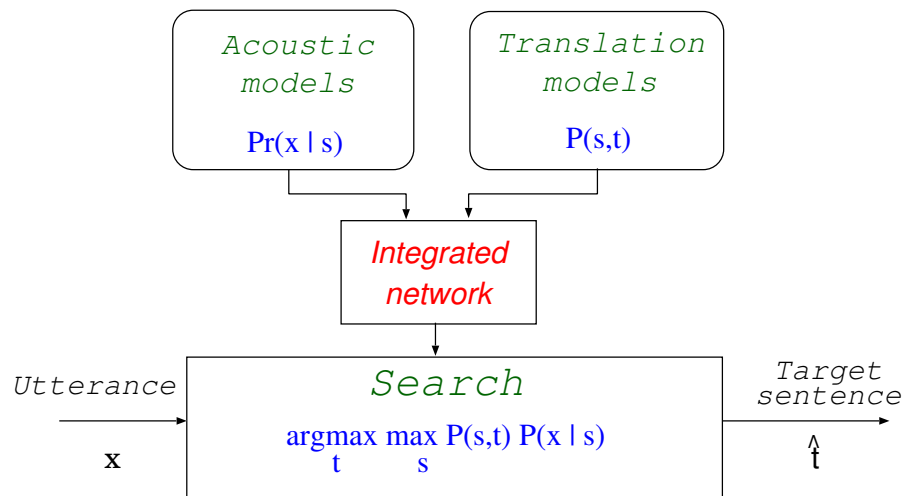 Acoustic
models
Pr(x | s)
Translation
models
P(s,t)
Integrated
network
Utterance
x
Search
argmax max P(s,t) P(x | s)
t s
Target
sentence
t̂